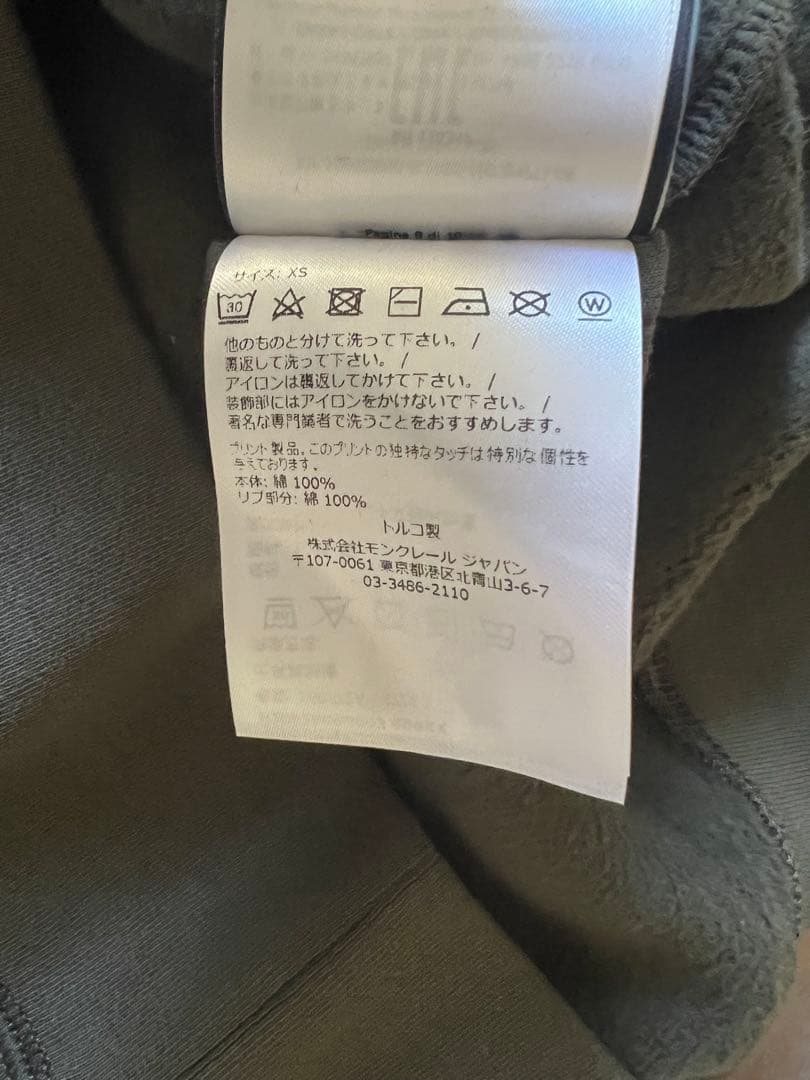 Pagina 9 di 10
サイズ: XS
30
W
他のものと分けて洗って下さい。 /
裏返して洗って下さい。 /
アイロンは裏返してかけて下さい。 /
装飾部にはアイロンをかけないで下さい。 /
著名な専門業者で洗うことをおすすめします。
プリント製品。このプリントの独特なタッチは特別な個性を
与えております。
本体: 綿 100%
リブ部分: 綿 100%
トルコ製
株式会社モンクレール ジャパン
〒107-0061 東京都港区北青山3-6-7
03-3486-2110